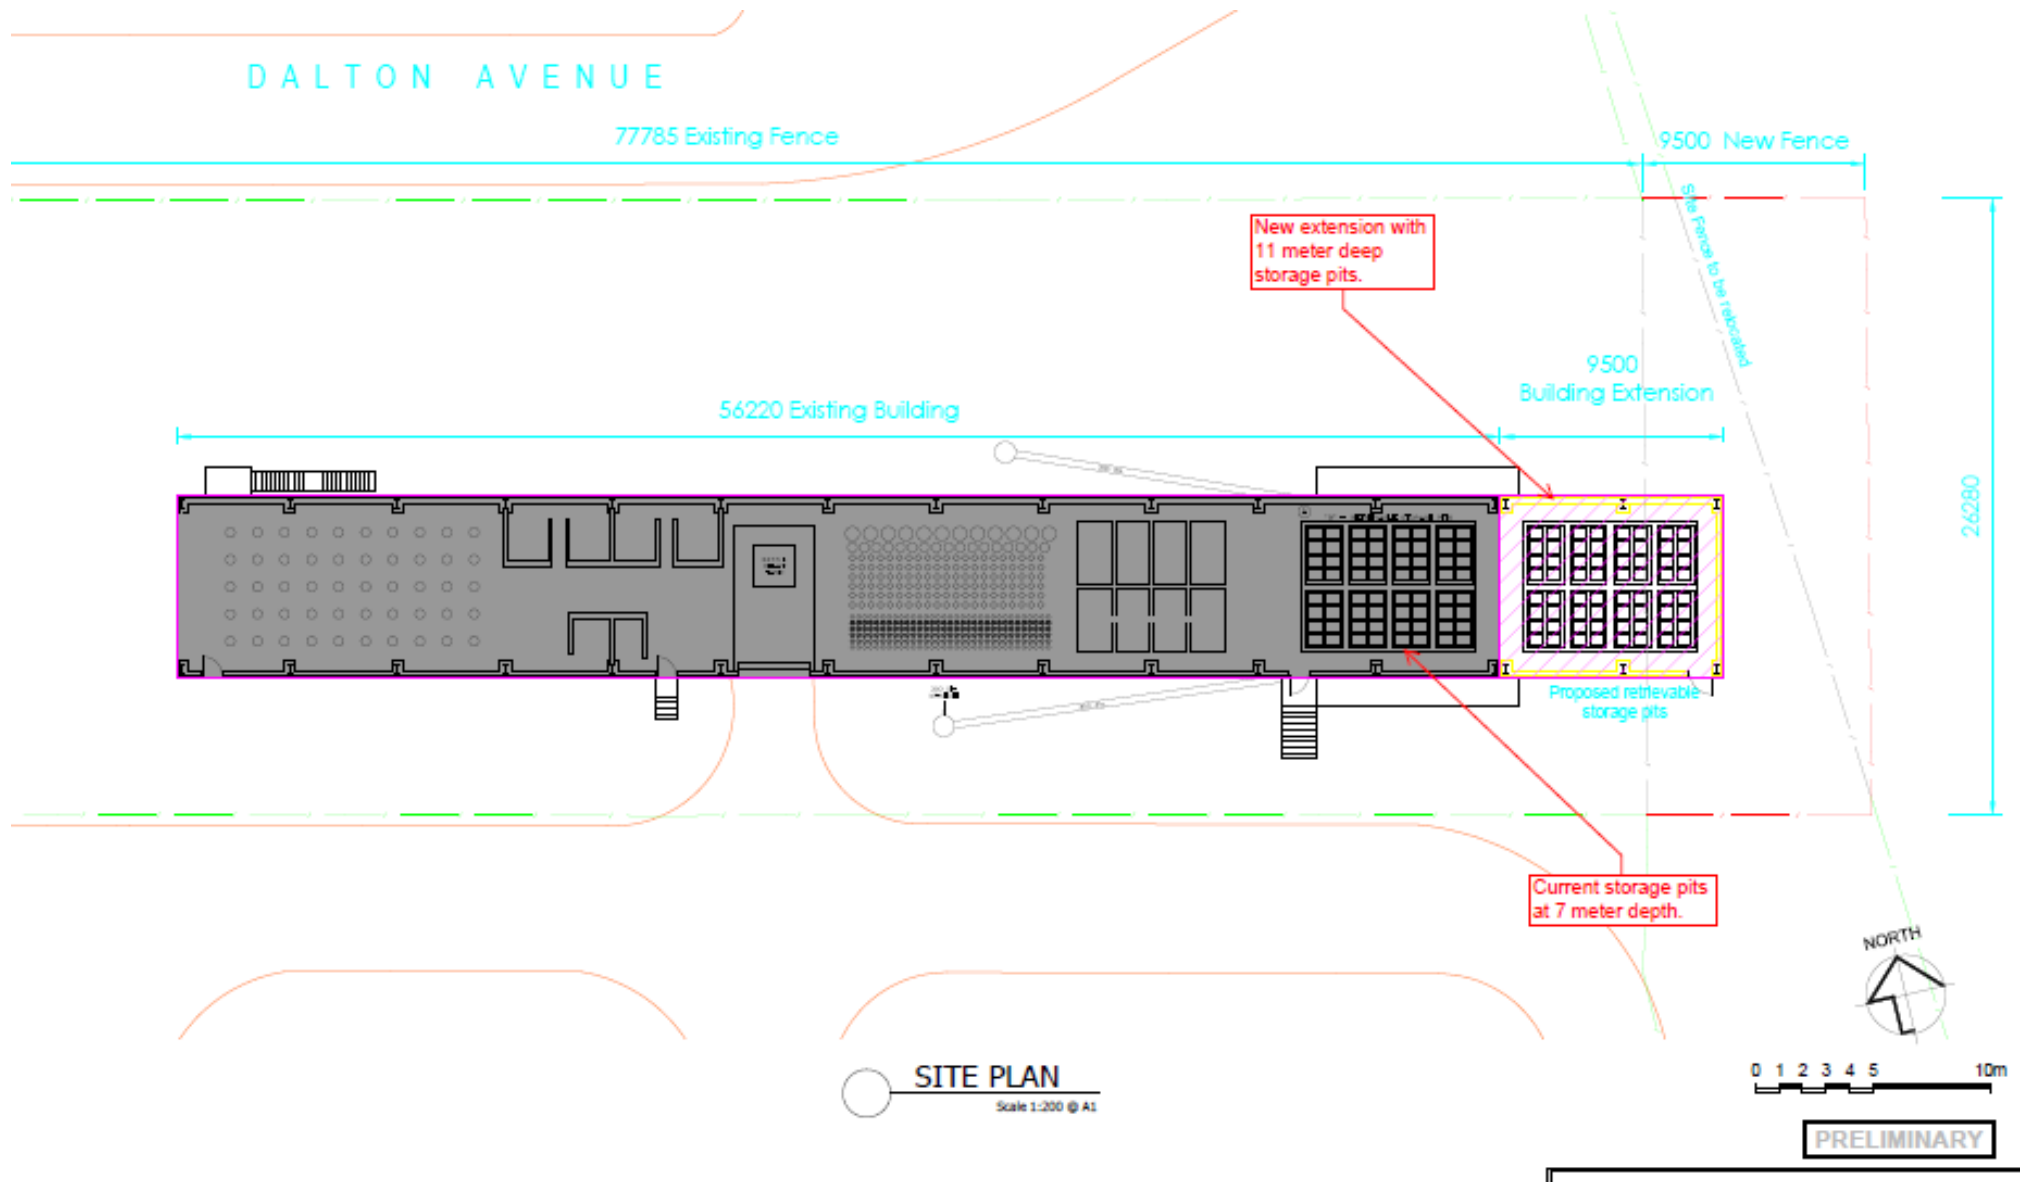 DALTON AVENUE
77785 Existing Fence
9500 New Fence
Site Fence to be relocated
New extension with
11 meter deep
storage pits.
9500
Building Extension
56220 Existing Building
26280
Proposed retrievable
storage pits
Current storage pits
at 7 meter depth.
NORTH
SITE PLAN
Scale 1:200 @ A1
0 1 2 3 4 5 10m
PRELIMINARY